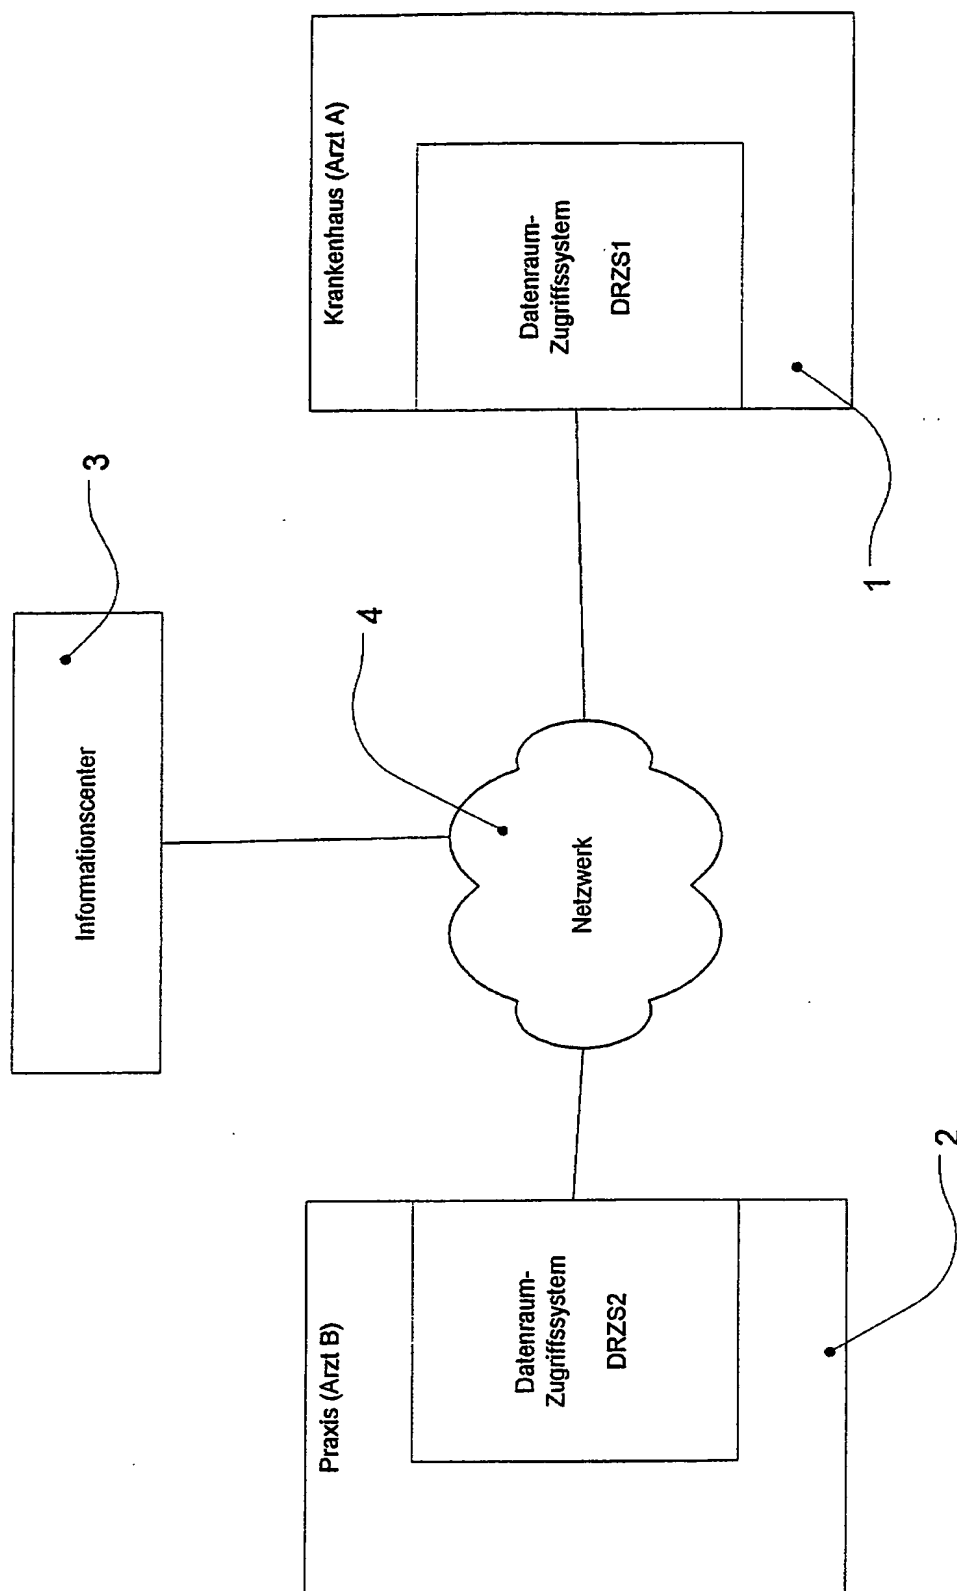 Informationscenter
3
4
Netzwerk
Praxis (Arzt B)
Datenraum-
Zugriffssystem
DRZS2
2
Krankenhaus (Arzt A)
Datenraum-
Zugriffssystem
DRZS1
1